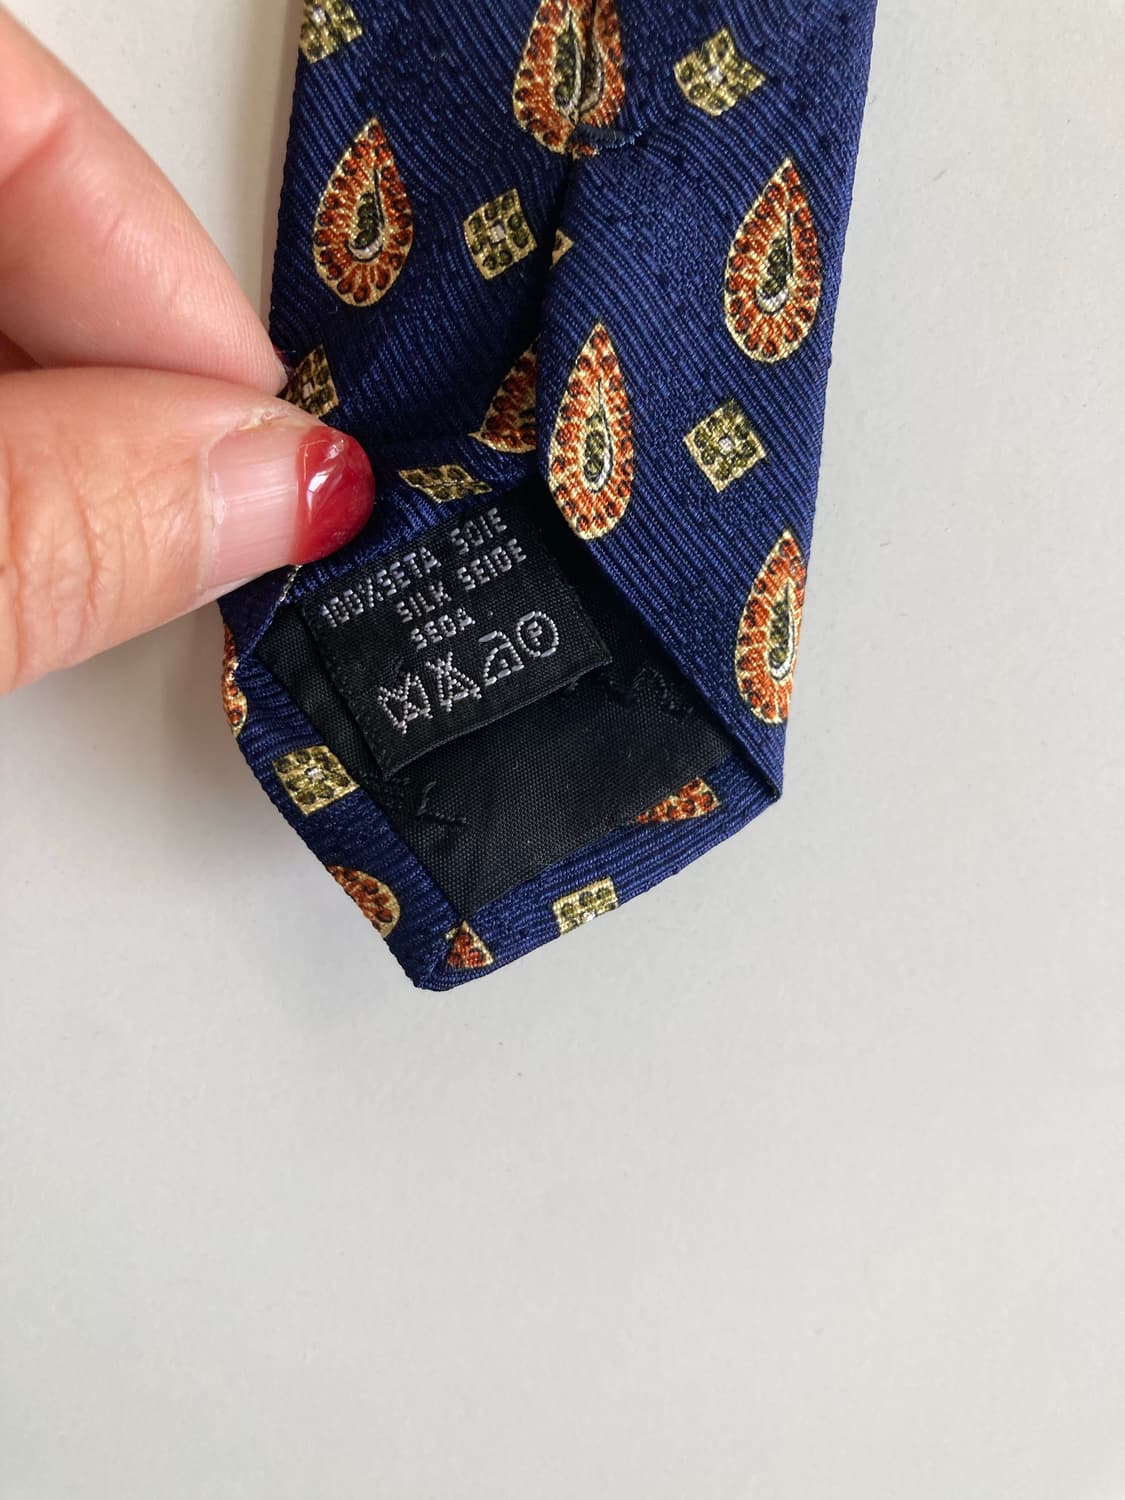 100%SETA SOIE
SILK SEIDE
SEDA
P